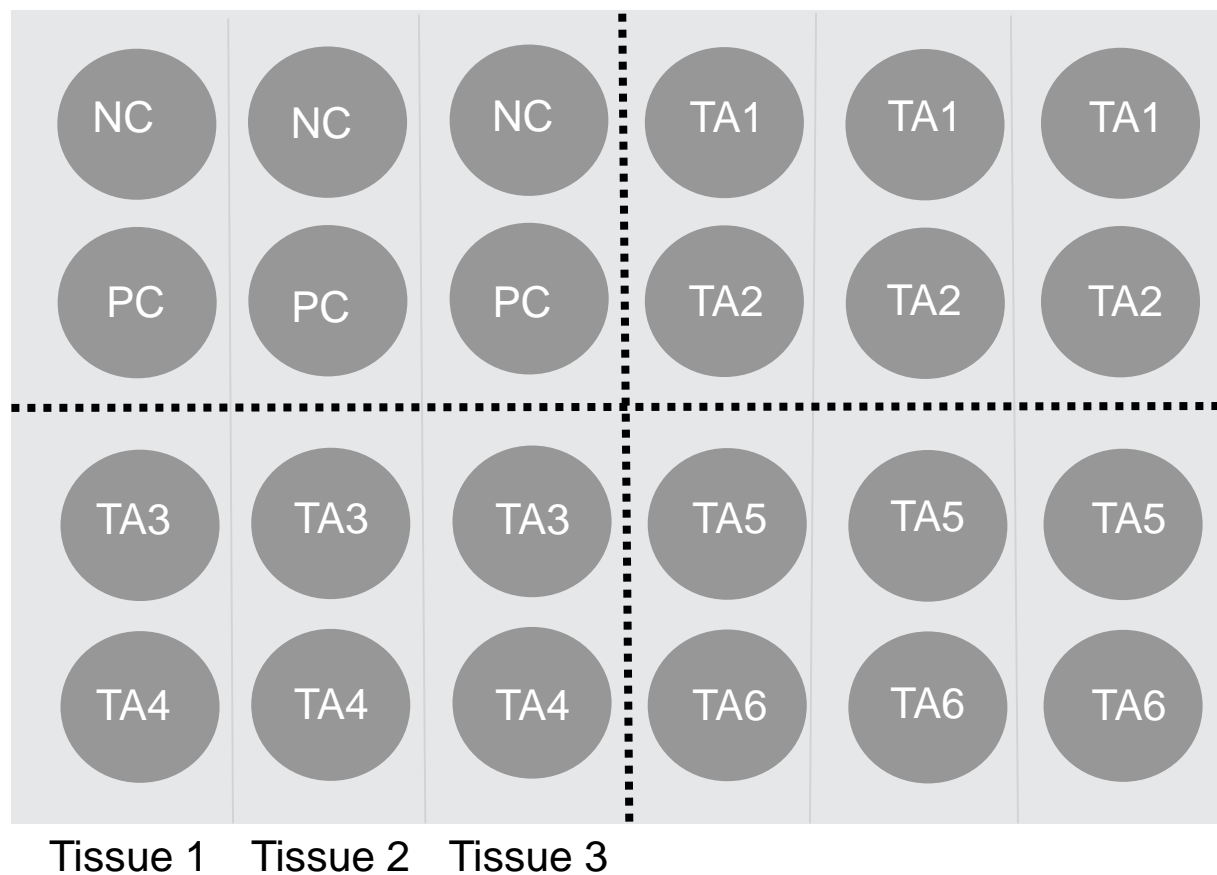 NC NC NC TA1 TA1 TA1
PC PC PC TA2 TA2 TA2
TA3 TA3 TA3 TA5 TA5 TA5
TA4 TA4 TA4 TA6 TA6 TA6
Tissue 1 Tissue 2 Tissue 3